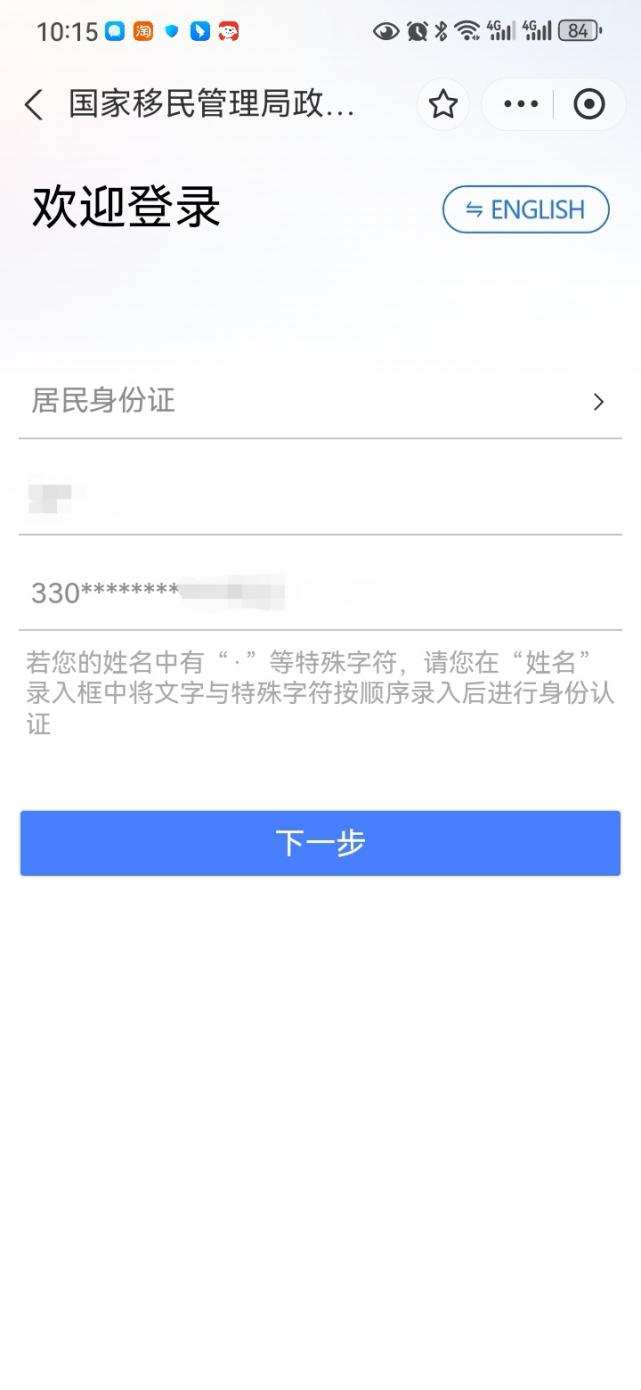 10:15 淘 4G 4G 84
国家移民管理局政...
欢迎登录
⇋ ENGLISH
居民身份证
330********
若您的姓名中有“·”等特殊字符，请您在“姓名”
录入框中将文字与特殊字符按顺序录入后进行身份认
证
下一步